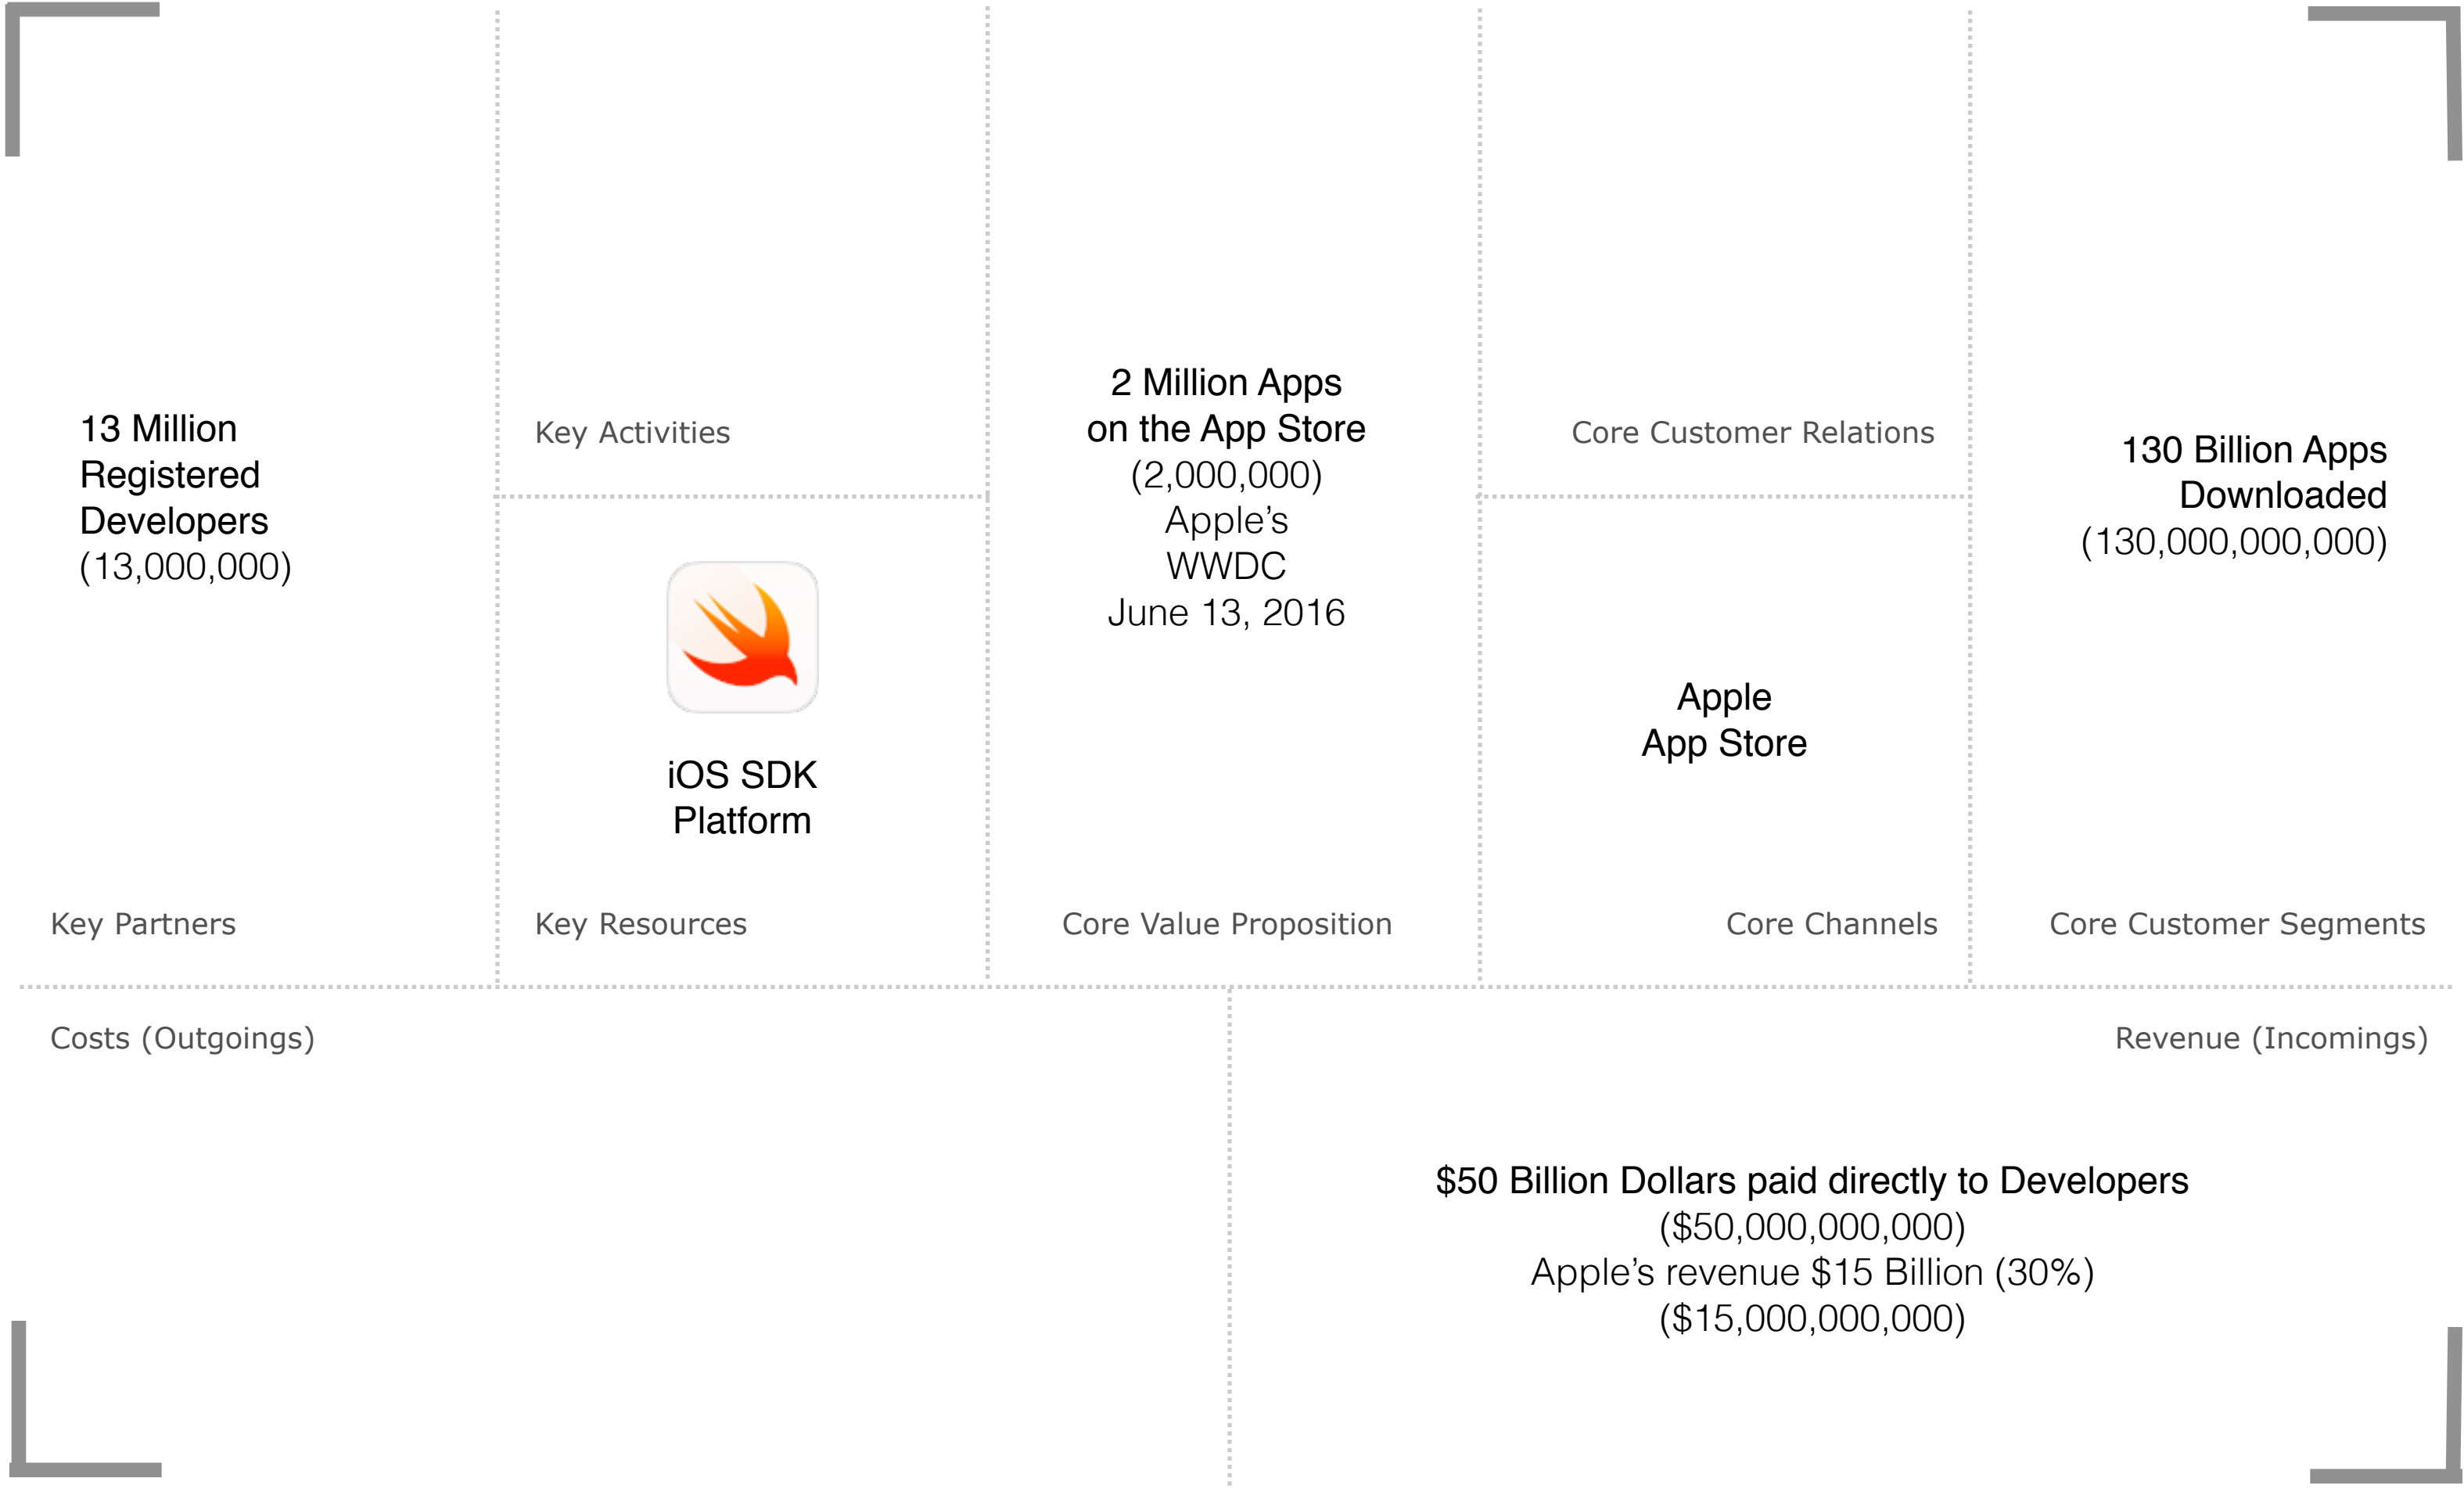 13 Million
Registered
Developers
(13,000,000)
Key Partners
Key Activities
iOS SDK
Platform
Key Resources
2 Million Apps
on the App Store
(2,000,000)
Apple’s
WWDC
June 13, 2016
Core Value Proposition
Core Customer Relations
Apple
App Store
Core Channels
130 Billion Apps
Downloaded
(130,000,000,000)
Core Customer Segments
Costs (Outgoings)
Revenue (Incomings)
$50 Billion Dollars paid directly to Developers
($50,000,000,000)
Apple’s revenue $15 Billion (30%)
($15,000,000,000)